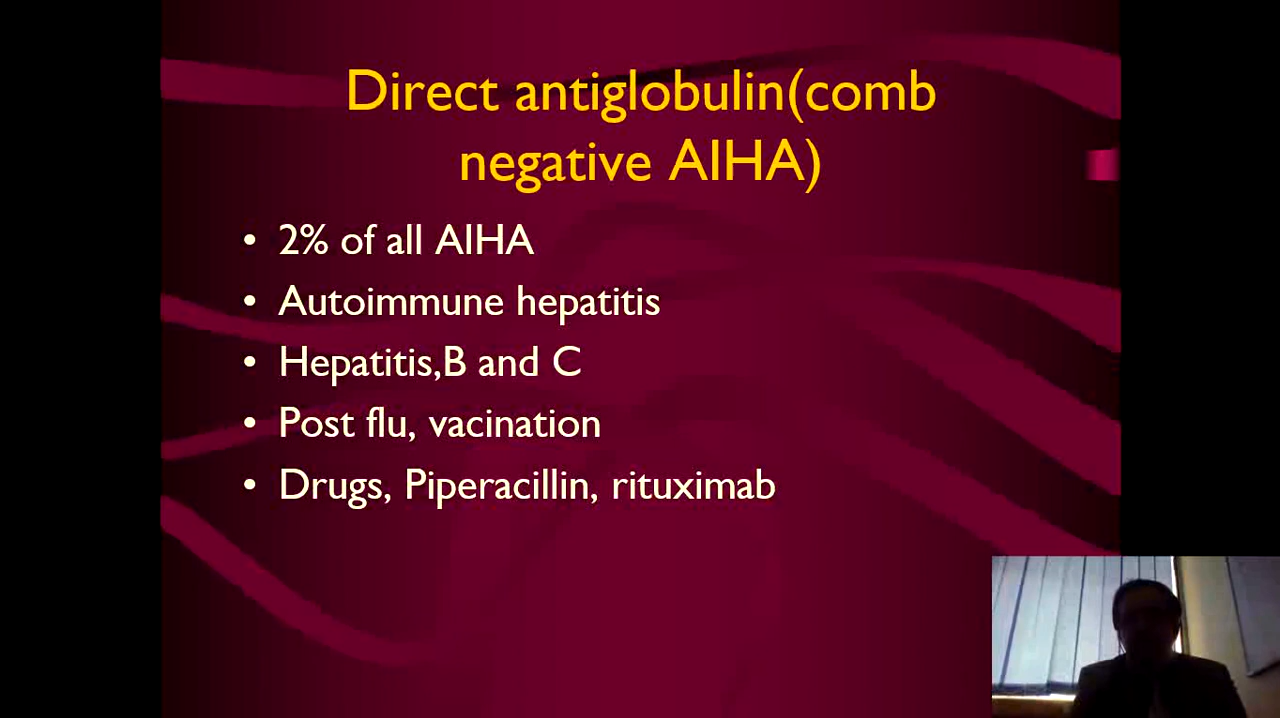 Direct antiglobulin(comb
negative AIHA)
• 2% of all AIHA
• Autoimmune hepatitis
• Hepatitis,B and C
• Post flu, vacination
• Drugs, Piperacillin, rituximab